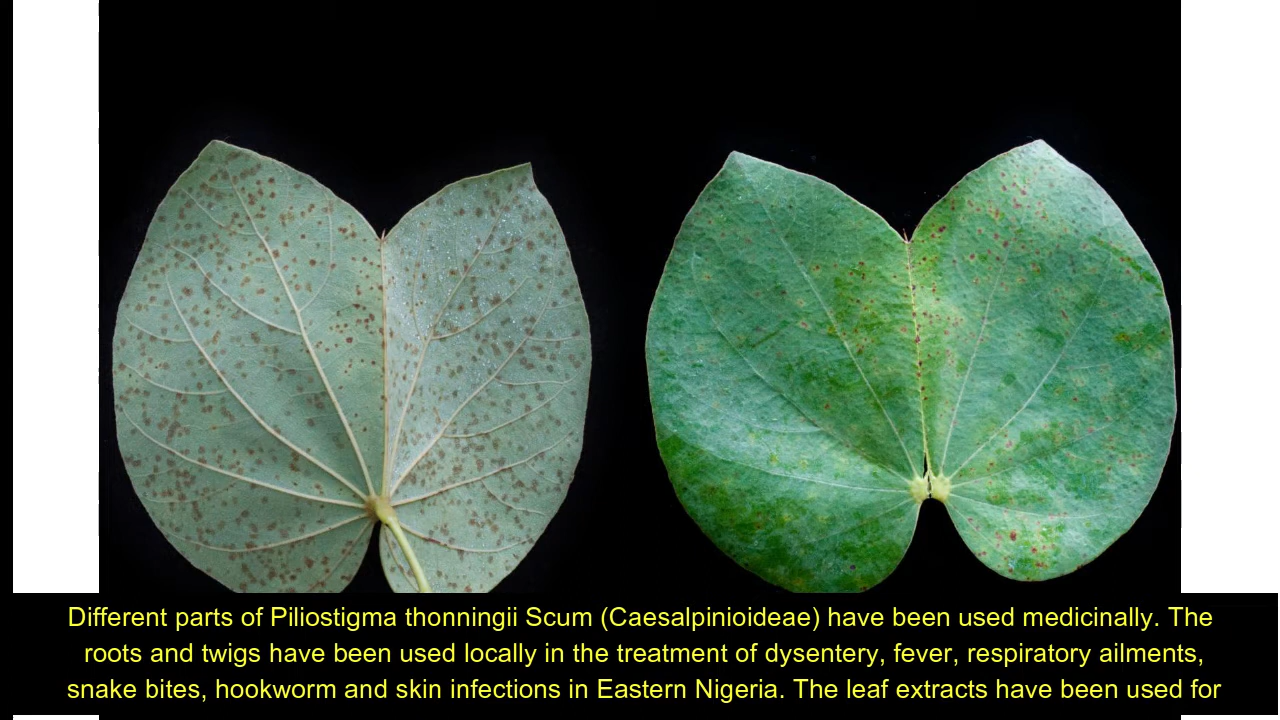 Different parts of Piliostigma thonningii Scum (Caesalpinioideae) have been used medicinally. The
roots and twigs have been used locally in the treatment of dysentery, fever, respiratory ailments,
snake bites, hookworm and skin infections in Eastern Nigeria. The leaf extracts have been used for